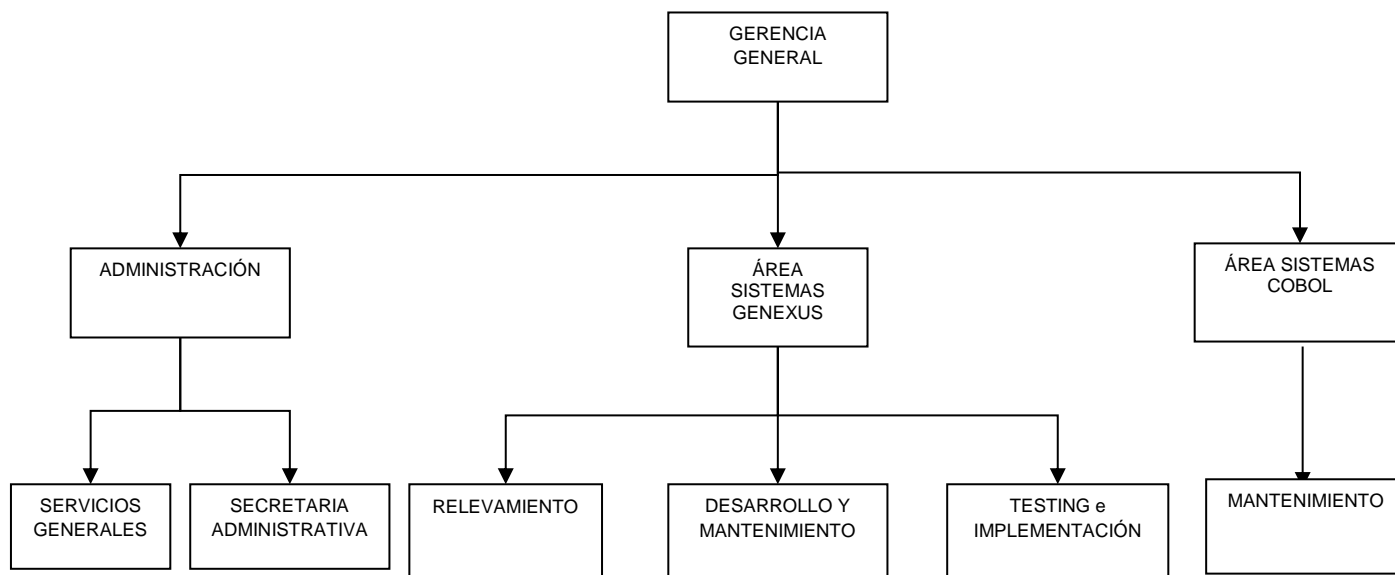 GERENCIA
GENERAL
ADMINISTRACIÓN
ÁREA
SISTEMAS
GENEXUS
ÁREA SISTEMAS
COBOL
SERVICIOS
GENERALES
SECRETARIA
ADMINISTRATIVA
RELEVAMIENTO
DESARROLLO Y
MANTENIMIENTO
TESTING e
IMPLEMENTACIÓN
MANTENIMIENTO